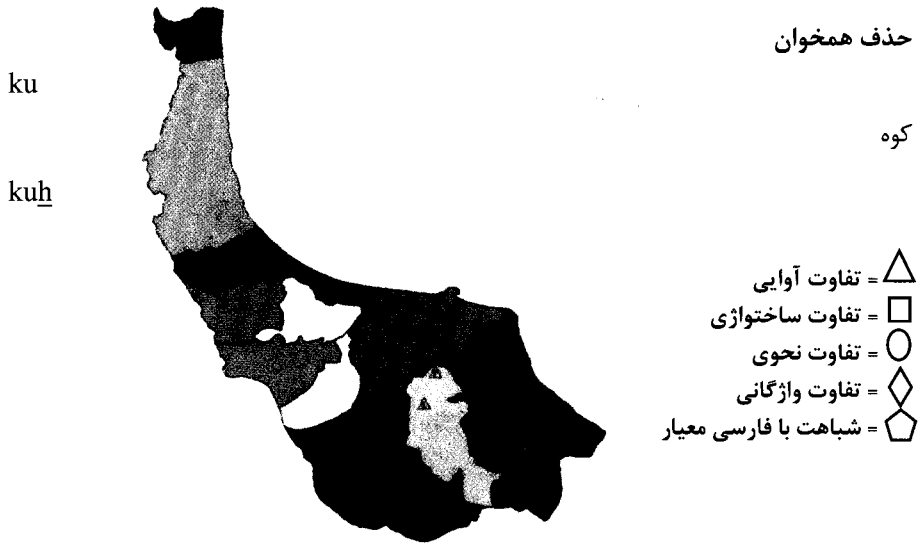 حذف همخوان
ku
کوه
kuh
= تفاوت آوایی
= تفاوت ساختواژی
= تفاوت نحوی
= تفاوت واژگانی
= شباهت با فارسی معیار